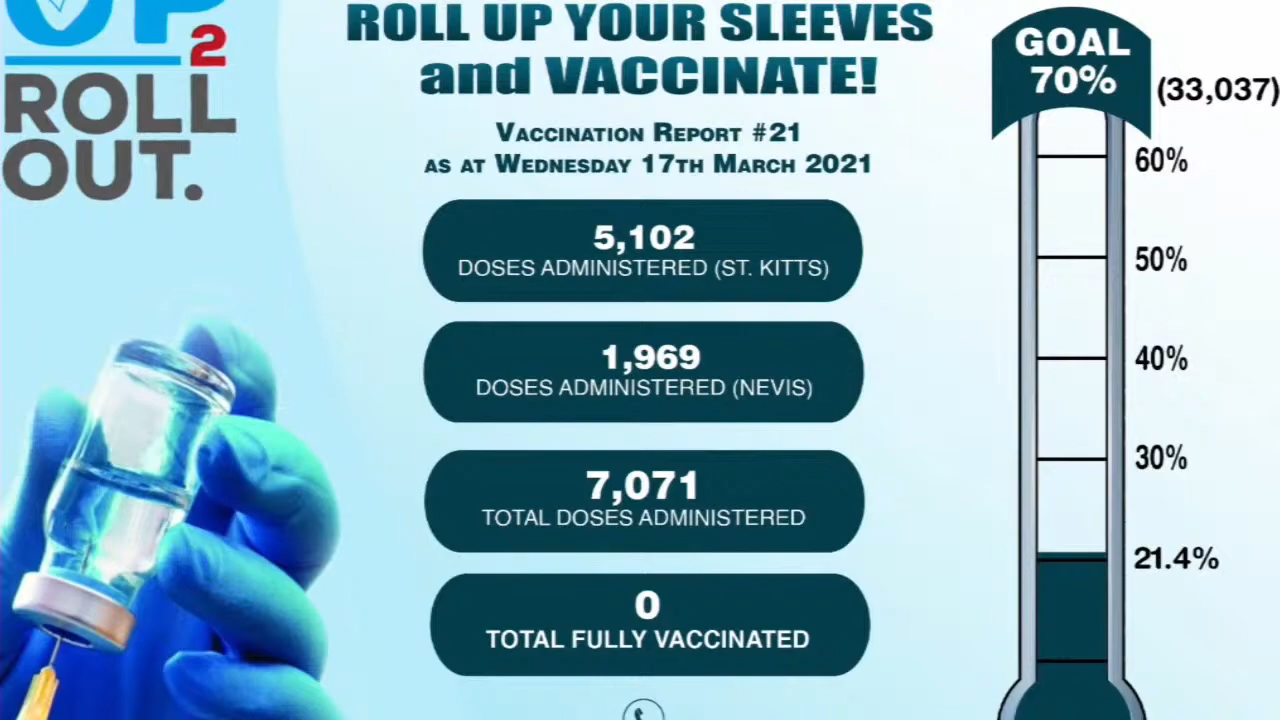 UP
2
ROLL
OUT.
ROLL UP YOUR SLEEVES
and VACCINATE!
VACCINATION REPORT #21
AS AT WEDNESDAY 17TH MARCH 2021
5,102
DOSES ADMINISTERED (ST. KITTS)
1,969
DOSES ADMINISTERED (NEVIS)
7,071
TOTAL DOSES ADMINISTERED
0
TOTAL FULLY VACCINATED
GOAL
70%
(33,037)
60%
50%
40%
30%
21.4%